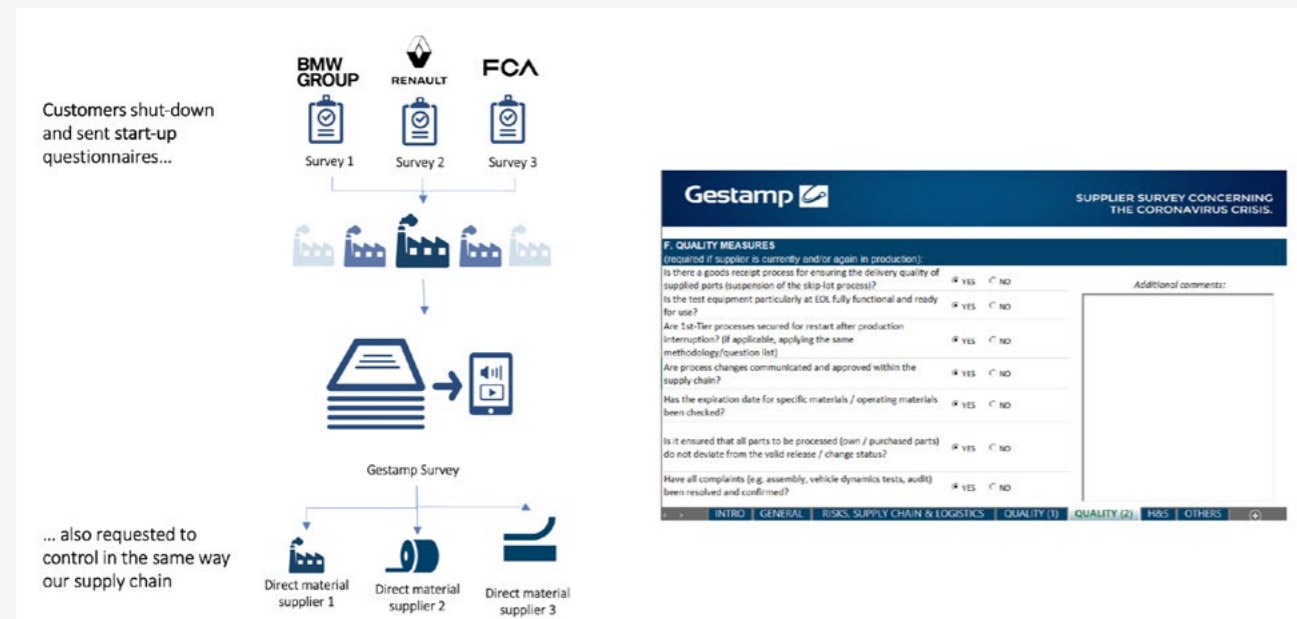 BMW
GROUP
RENAULT
FCA
Customers shut-down
and sent start-up
questionnaires...
Survey 1
Survey 2
Survey 3
Gestamp Survey
... also requested to
control in the same way
our supply chain
Direct material
supplier 1
Direct material
supplier 2
Direct material
supplier 3
Gestamp
SUPPLIER SURVEY CONCERNING
THE CORONAVIRUS CRISIS.
F. QUALITY MEASURES
(required if supplier is currently and/or again in production):
Is there a goods receipt process for ensuring the delivery quality of
supplied parts (suspension of the skip-lot process)?
YES NO
Additional comments:
Is the test equipment particularly at EOL fully functional and ready
for use?
YES NO
Are 1st-Tier processes secured for restart after production
interruption? (if applicable, applying the same
methodology/question list)
YES NO
Are process changes communicated and approved within the
supply chain?
YES NO
Has the expiration date for specific materials / operating materials
been checked?
YES NO
Is it ensured that all parts to be processed (own / purchased parts)
do not deviate from the valid release / change status?
YES NO
Have all complaints (e.g. assembly, vehicle dynamics tests, audit)
been resolved and confirmed?
YES NO
INTRO GENERAL RISKS, SUPPLY CHAIN & LOGISTICS QUALITY (1) QUALITY (2) H&S OTHERS